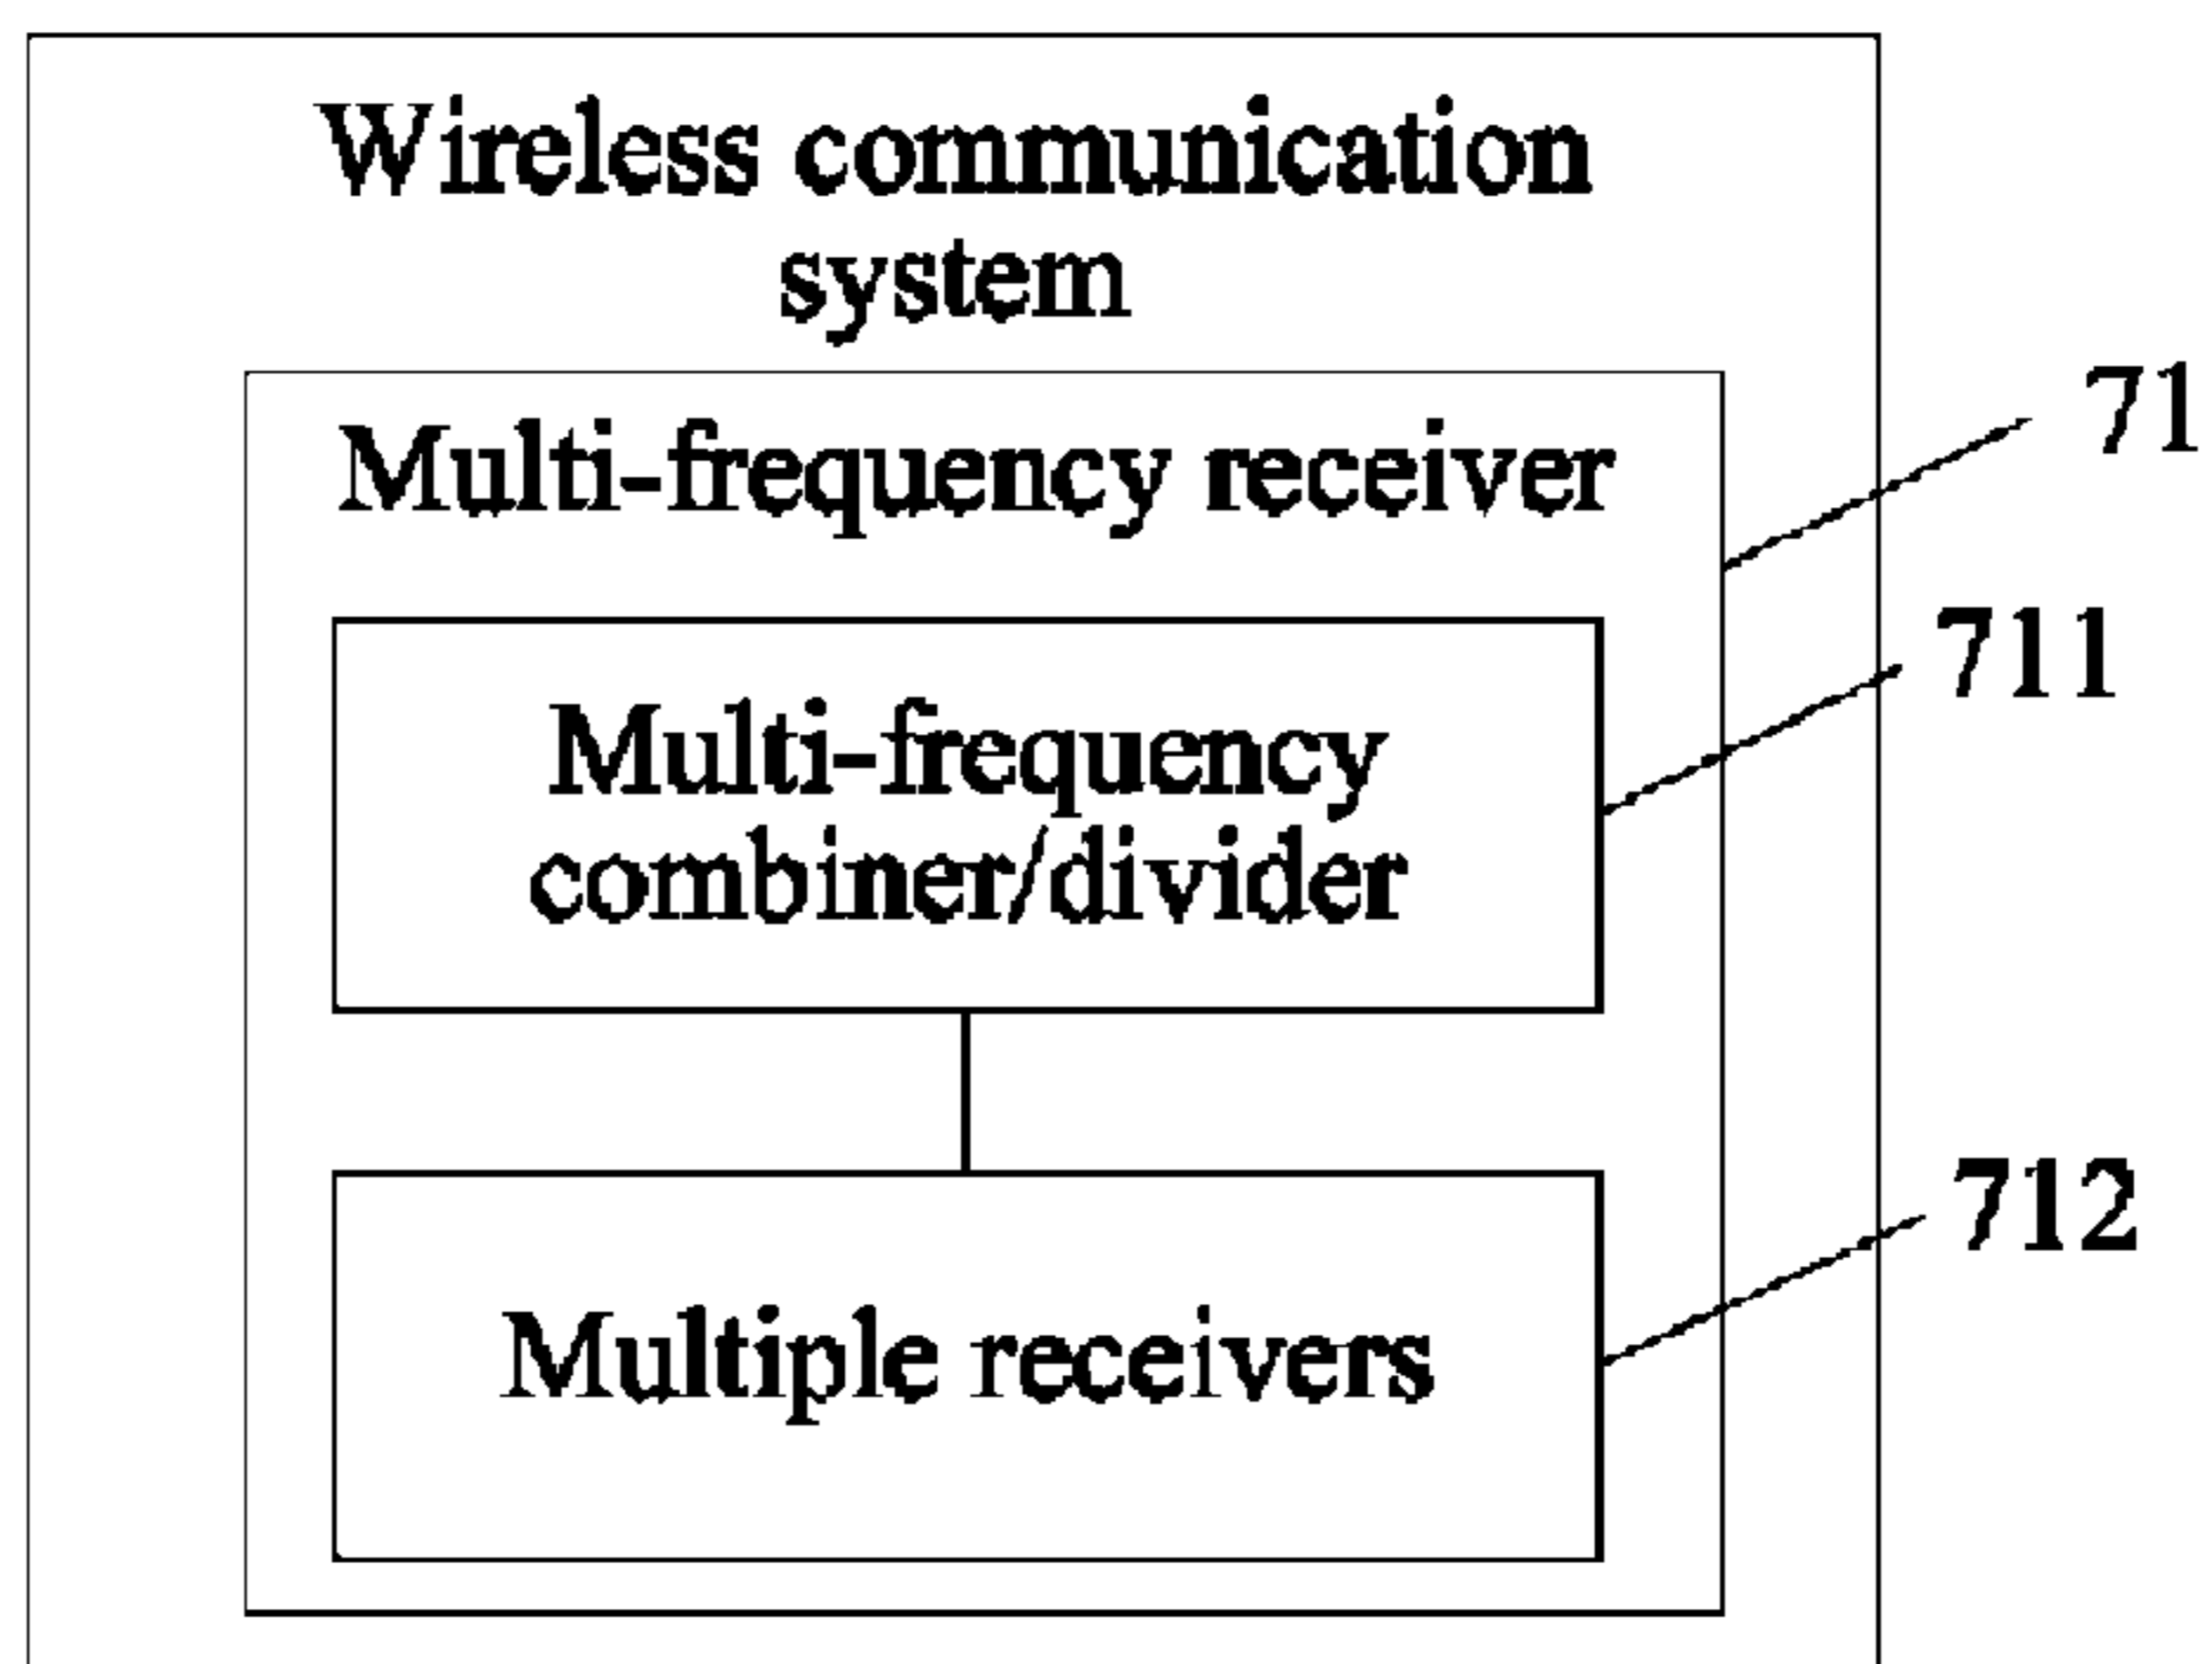 Wireless communication
system
Multi-frequency receiver
71
711
Multi-frequency
combiner/divider
712
Multiple receivers